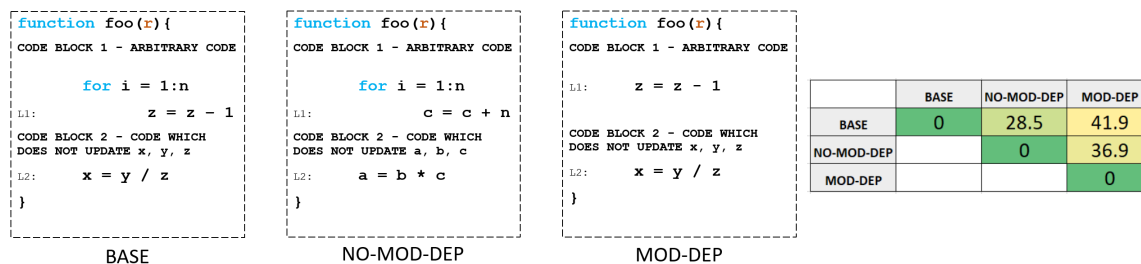 function foo(r){
CODE BLOCK 1 - ARBITRARY CODE
for i = 1:n
L1: z = z - 1
CODE BLOCK 2 - CODE WHICH
DOES NOT UPDATE x, y, z
L2: x = y / z
}
BASE
function foo(r){
CODE BLOCK 1 - ARBITRARY CODE
for i = 1:n
L1: c = c + n
CODE BLOCK 2 - CODE WHICH
DOES NOT UPDATE a, b, c
L2: a = b * c
}
NO-MOD-DEP
function foo(r){
CODE BLOCK 1 - ARBITRARY CODE
L1: z = z - 1
CODE BLOCK 2 - CODE WHICH
DOES NOT UPDATE x, y, z
L2: x = y / z
}
MOD-DEP
BASE NO-MOD-DEP MOD-DEP
BASE 0 28.5 41.9
NO-MOD-DEP 0 36.9
MOD-DEP 0